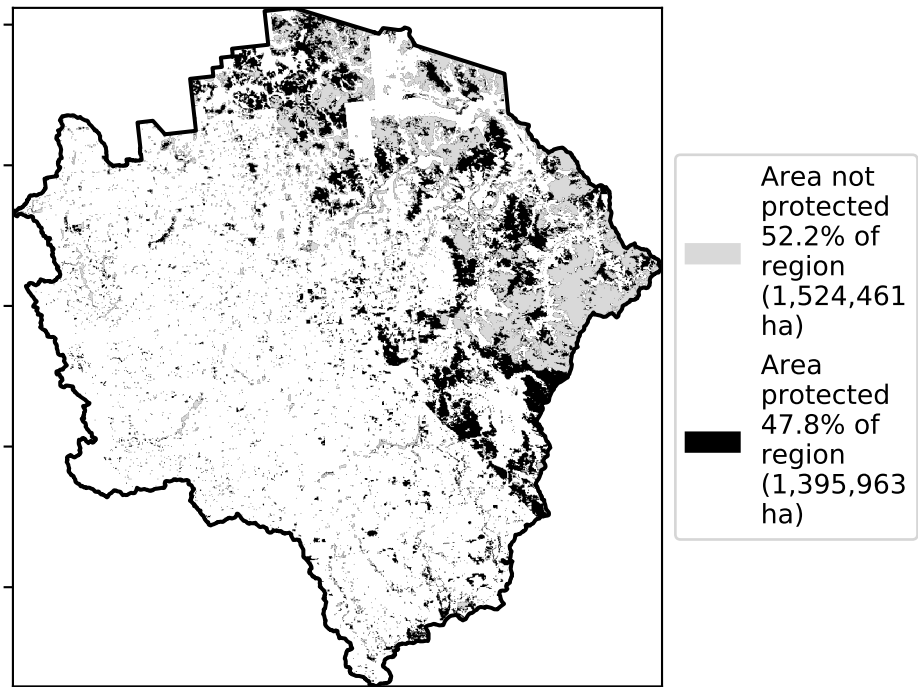 Area not
protected
52.2% of
region
(1,524,461
ha)
Area
protected
47.8% of
region
(1,395,963
ha)